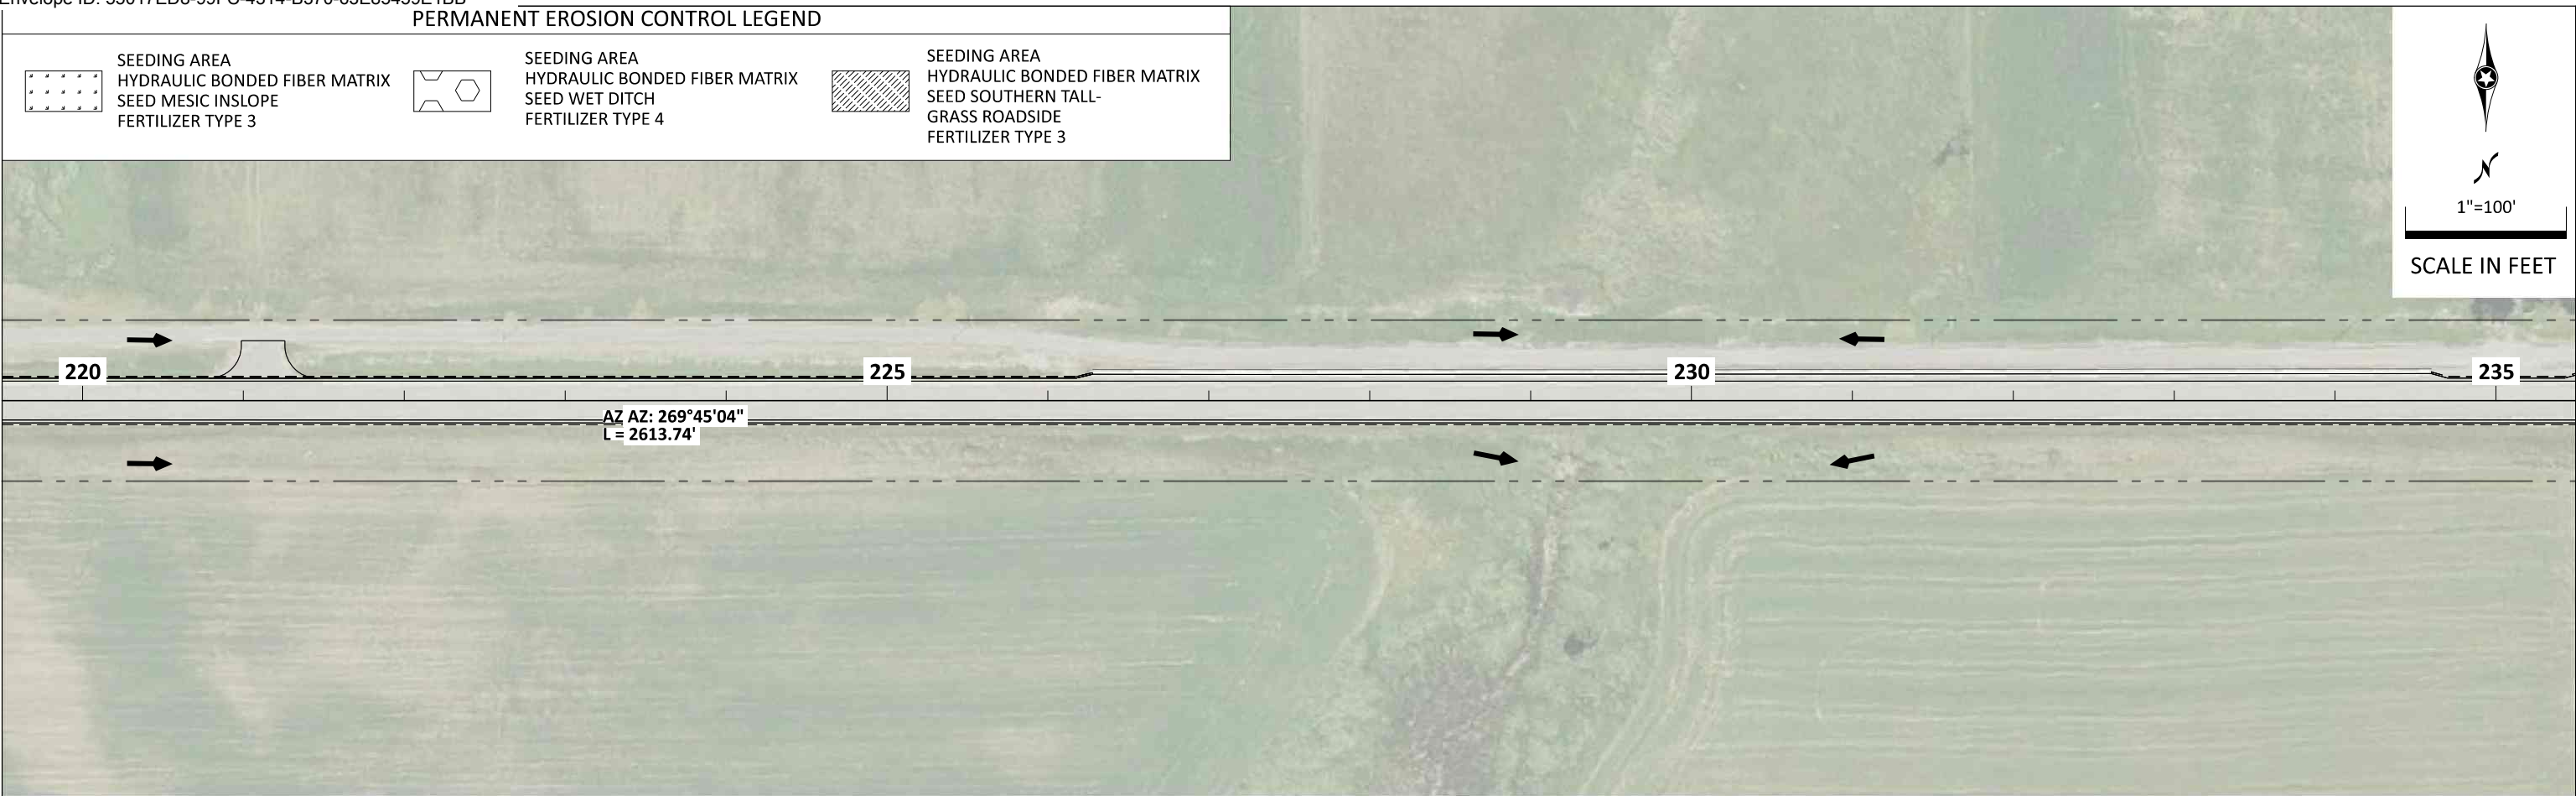 PERMANENT EROSION CONTROL LEGEND
SEEDING AREA
HYDRAULIC BONDED FIBER MATRIX
SEED MESIC INSLOPE
FERTILIZER TYPE 3
SEEDING AREA
HYDRAULIC BONDED FIBER MATRIX
SEED WET DITCH
FERTILIZER TYPE 4
SEEDING AREA
HYDRAULIC BONDED FIBER MATRIX
SEED SOUTHERN TALL-
GRASS ROADSIDE
FERTILIZER TYPE 3
N
1"=100'
SCALE IN FEET
220
225
230
235
AZ AZ: 269°45'04"
L = 2613.74'